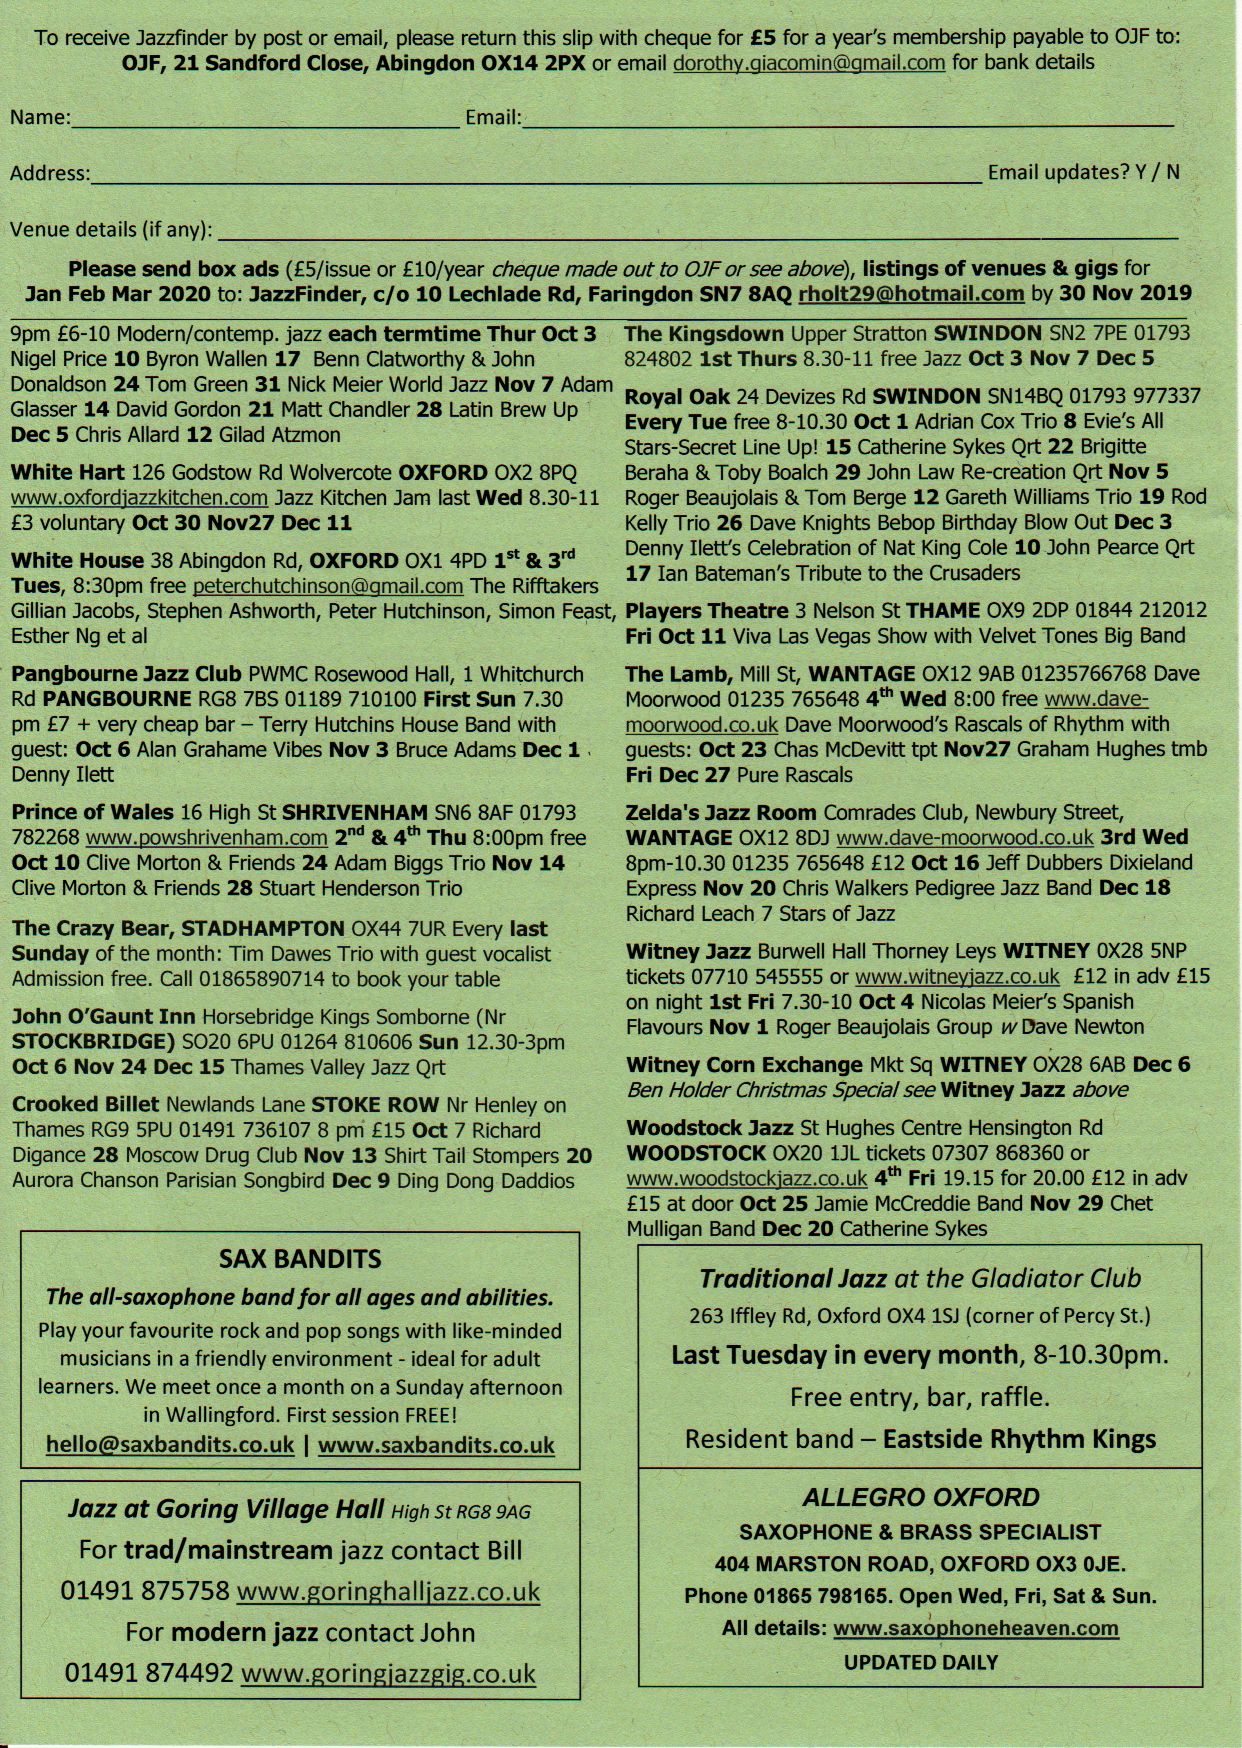 To receive Jazzfinder by post or email, please return this slip with cheque for £5 for a year's membership payable to OJF to:
OJF, 21 Sandford Close, Abingdon OX14 2PX or email dorothy.giacomin@gmail.com for bank details
Name: Email:
Address: Email updates? Y / N
Venue details (if any):
Please send box ads (£5/issue or £10/year cheque made out to OJF or see above), listings of venues & gigs for
Jan Feb Mar 2020 to: JazzFinder, c/o 10 Lechlade Rd, Faringdon SN7 8AQ rholt29@hotmail.com by 30 Nov 2019
9pm £6-10 Modern/contemp. jazz each termtime Thur Oct 3
Nigel Price 10 Byron Wallen 17 Benn Clatworthy & John
Donaldson 24 Tom Green 31 Nick Meier World Jazz Nov 7 Adam
Glasser 14 David Gordon 21 Matt Chandler 28 Latin Brew Up
Dec 5 Chris Allard 12 Gilad Atzmon
White Hart 126 Godstow Rd Wolvercote OXFORD OX2 8PQ
www.oxfordjazzkitchen.com Jazz Kitchen Jam last Wed 8.30-11
£3 voluntary Oct 30 Nov27 Dec 11
White House 38 Abingdon Rd, OXFORD OX1 4PD 1st & 3rd
Tues, 8:30pm free peterchutchinson@gmail.com The Rifftakers
Gillian Jacobs, Stephen Ashworth, Peter Hutchinson, Simon Feast,
Esther Ng et al
Pangbourne Jazz Club PWMC Rosewood Hall, 1 Whitchurch
Rd PANGBOURNE RG8 7BS 01189 710100 First Sun 7.30
pm £7 + very cheap bar – Terry Hutchins House Band with
guest: Oct 6 Alan Grahame Vibes Nov 3 Bruce Adams Dec 1
Denny Ilett
Prince of Wales 16 High St SHRIVENHAM SN6 8AF 01793
782268 www.powshrivenham.com 2nd & 4th Thu 8:00pm free
Oct 10 Clive Morton & Friends 24 Adam Biggs Trio Nov 14
Clive Morton & Friends 28 Stuart Henderson Trio
The Crazy Bear, STADHAMPTON OX44 7UR Every last
Sunday of the month: Tim Dawes Trio with guest vocalist
Admission free. Call 01865890714 to book your table
John O'Gaunt Inn Horsebridge Kings Somborne (Nr
STOCKBRIDGE) SO20 6PU 01264 810606 Sun 12.30-3pm
Oct 6 Nov 24 Dec 15 Thames Valley Jazz Qrt
Crooked Billet Newlands Lane STOKE ROW Nr Henley on
Thames RG9 5PU 01491 736107 8 pm £15 Oct 7 Richard
Digance 28 Moscow Drug Club Nov 13 Shirt Tail Stompers 20
Aurora Chanson Parisian Songbird Dec 9 Ding Dong Daddios
SAX BANDITS
The all-saxophone band for all ages and abilities.
Play your favourite rock and pop songs with like-minded
musicians in a friendly environment - ideal for adult
learners. We meet once a month on a Sunday afternoon
in Wallingford. First session FREE!
hello@saxbandits.co.uk | www.saxbandits.co.uk
Jazz at Goring Village Hall High St RG8 9AG
For trad/mainstream jazz contact Bill
01491 875758 www.goringhalljazz.co.uk
For modern jazz contact John
01491 874492 www.goringjazzgig.co.uk
The Kingsdown Upper Stratton SWINDON SN2 7PE 01793
824802 1st Thurs 8.30-11 free Jazz Oct 3 Nov 7 Dec 5
Royal Oak 24 Devizes Rd SWINDON SN14BQ 01793 977337
Every Tue free 8-10.30 Oct 1 Adrian Cox Trio 8 Evie's All
Stars-Secret Line Up! 15 Catherine Sykes Qrt 22 Brigitte
Beraha & Toby Boalch 29 John Law Re-creation Qrt Nov 5
Roger Beaujolais & Tom Berge 12 Gareth Williams Trio 19 Rod
Kelly Trio 26 Dave Knights Bebop Birthday Blow Out Dec 3
Denny Ilett's Celebration of Nat King Cole 10 John Pearce Qrt
17 Ian Bateman's Tribute to the Crusaders
Players Theatre 3 Nelson St THAME OX9 2DP 01844 212012
Fri Oct 11 Viva Las Vegas Show with Velvet Tones Big Band
The Lamb, Mill St, WANTAGE OX12 9AB 01235766768 Dave
Moorwood 01235 765648 4th Wed 8:00 free www.dave-
moorwood.co.uk Dave Moorwood's Rascals of Rhythm with
guests: Oct 23 Chas McDevitt tpt Nov27 Graham Hughes tmb
Fri Dec 27 Pure Rascals
Zelda's Jazz Room Comrades Club, Newbury Street,
WANTAGE OX12 8DJ www.dave-moorwood.co.uk 3rd Wed
8pm-10.30 01235 765648 £12 Oct 16 Jeff Dubbers Dixieland
Express Nov 20 Chris Walkers Pedigree Jazz Band Dec 18
Richard Leach 7 Stars of Jazz
Witney Jazz Burwell Hall Thorney Leys WITNEY 0X28 5NP
tickets 07710 545555 or www.witneyjazz.co.uk £12 in adv £15
on night 1st Fri 7.30-10 Oct 4 Nicolas Meier's Spanish
Flavours Nov 1 Roger Beaujolais Group w Dave Newton
Witney Corn Exchange Mkt Sq WITNEY OX28 6AB Dec 6
Ben Holder Christmas Special see Witney Jazz above
Woodstock Jazz St Hughes Centre Hensington Rd
WOODSTOCK OX20 1JL tickets 07307 868360 or
www.woodstockjazz.co.uk 4th Fri 19.15 for 20.00 £12 in adv
£15 at door Oct 25 Jamie McCreddie Band Nov 29 Chet
Mulligan Band Dec 20 Catherine Sykes
Traditional Jazz at the Gladiator Club
263 Iffley Rd, Oxford OX4 1SJ (corner of Percy St.)
Last Tuesday in every month, 8-10.30pm.
Free entry, bar, raffle.
Resident band – Eastside Rhythm Kings
ALLEGRO OXFORD
SAXOPHONE & BRASS SPECIALIST
404 MARSTON ROAD, OXFORD OX3 0JE.
Phone 01865 798165. Open Wed, Fri, Sat & Sun.
All details: www.saxophoneheaven.com
UPDATED DAILY